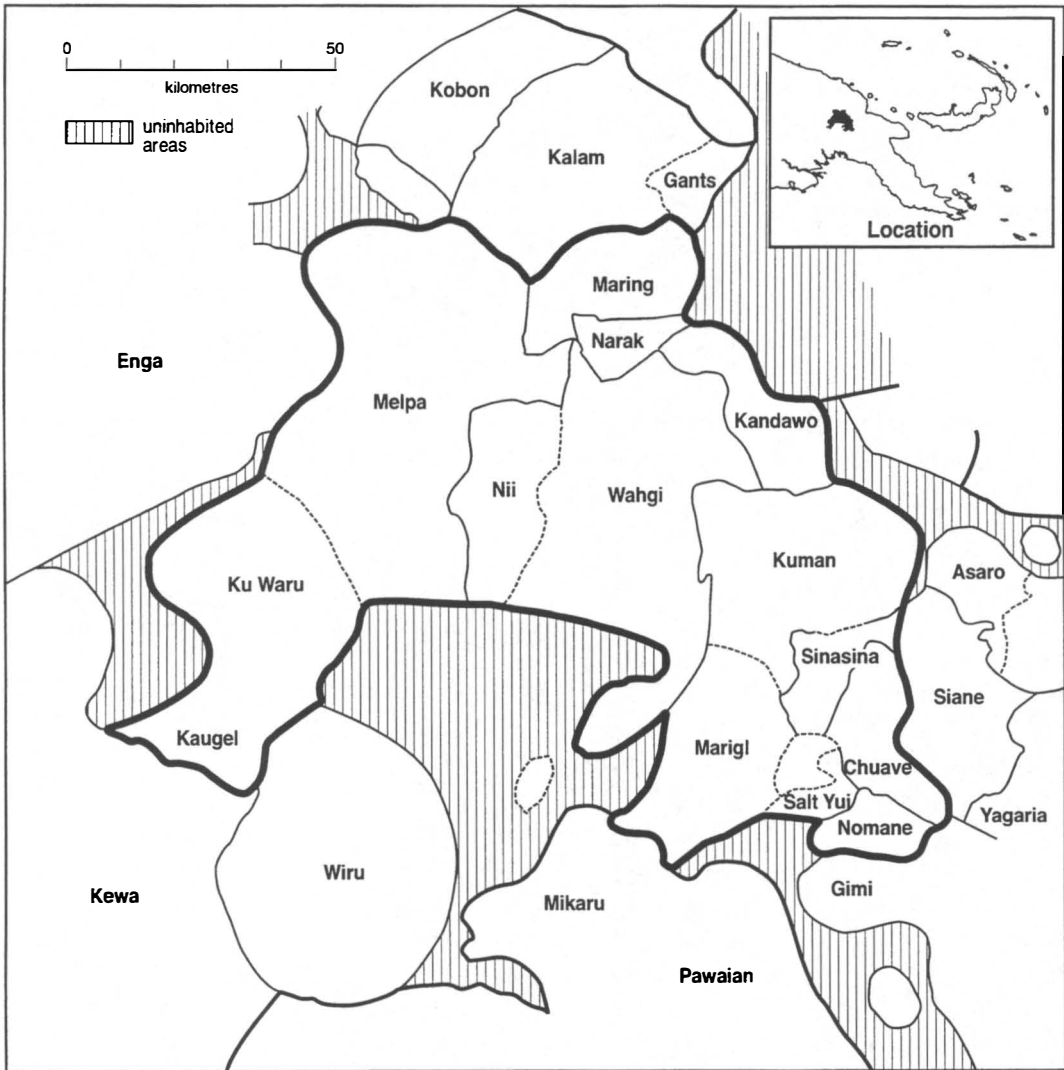 0 50
kilometres
uninhabited
areas
Kobon
Kalam
Gants
Location
Maring
Narak
Enga
Melpa
Kandawo
Nii
Wahgi
Kuman
Asaro
Ku Waru
Sinasina
Siane
Kaugel
Marigl
Chuave
Salt Yui
Yagaria
Nomane
Wiru
Gimi
Kewa
Mikaru
Pawaian